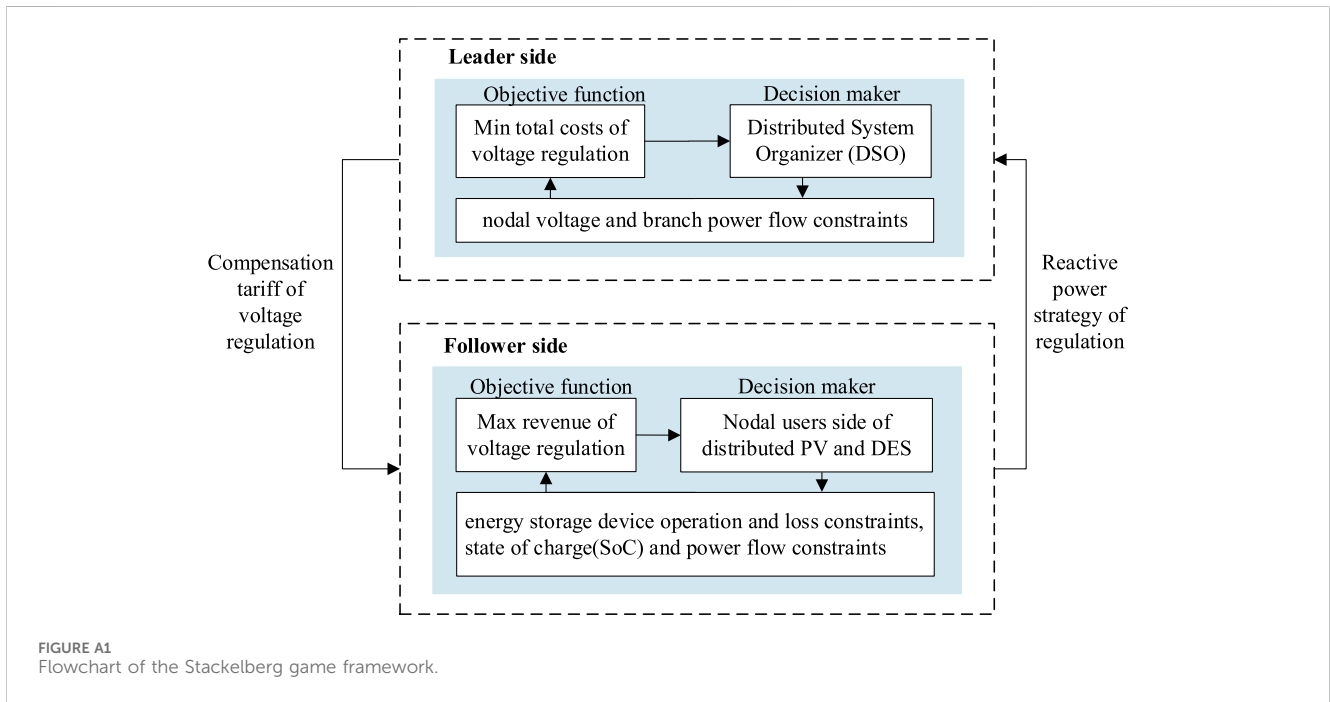 Leader side
Objective function
Decision maker
Min total costs of
voltage regulation
Distributed System
Organizer (DSO)
nodal voltage and branch power flow constraints
Compensation
tariff of
voltage
regulation
Reactive
power
strategy of
regulation
Follower side
Objective function
Decision maker
Max revenue of
voltage regulation
Nodal users side of
distributed PV and DES
energy storage device operation and loss constraints,
state of charge(SoC) and power flow constraints
FIGURE A1
Flowchart of the Stackelberg game framework.